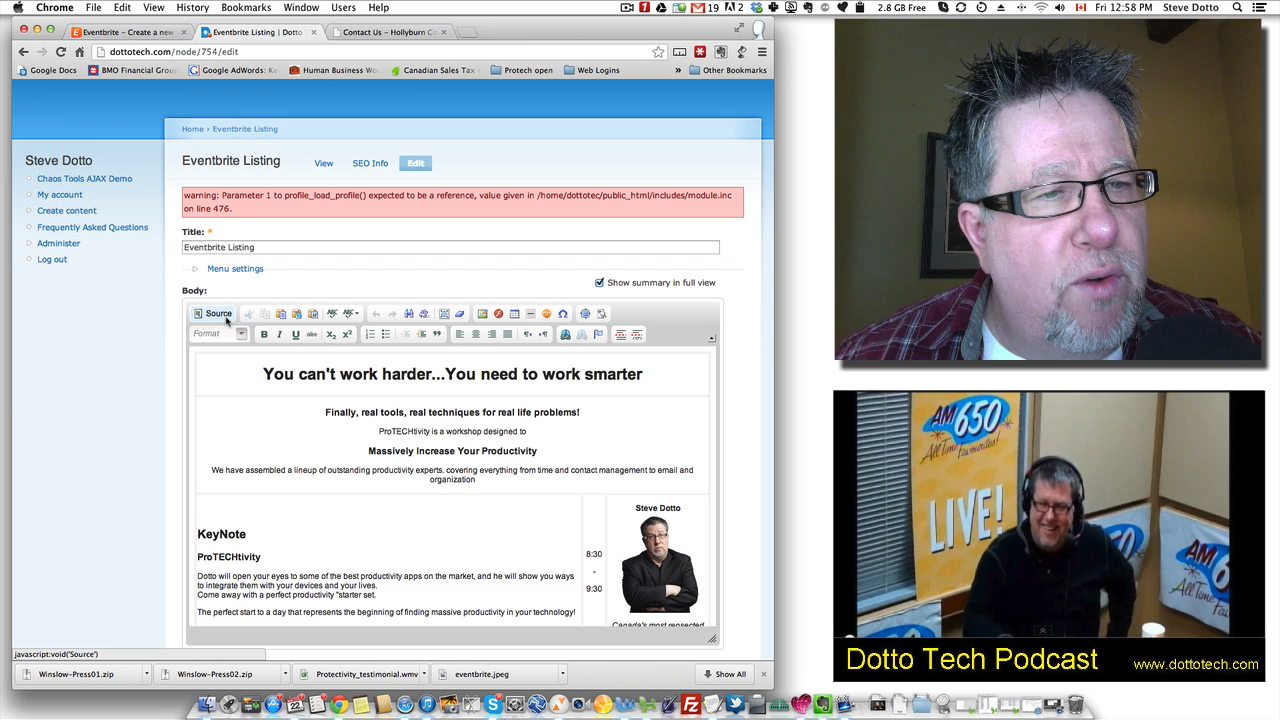 Chrome File Edit View History Bookmarks Window Users Help
19 2 2.8 GB Free Fri 12:58 PM Steve Dotto
Eventbrite - Create a new
Eventbrite Listing | Dotto
Contact Us – Hollyburn C
dottotech.com/node/754/edit
Google Docs BMO Financial Group Google AdWords: Ke Human Business Wo Canadian Sales Tax Protech open Web Logins » Other Bookmarks
Home › Eventbrite Listing
Steve Dotto
Chaos Tools AJAX Demo
My account
Create content
Frequently Asked Questions
Administer
Log out
Eventbrite Listing View SEO Info Edit
warning: Parameter 1 to profile_load_profile() expected to be a reference, value given in /home/dottotec/public_html/includes/module.inc
on line 476.
Title: *
Eventbrite Listing
Menu settings
Show summary in full view
Body:
Source
Format B I U abc X₂ X²
You can't work harder...You need to work smarter
Finally, real tools, real techniques for real life problems!
ProTECHtivity is a workshop designed to
Massively Increase Your Productivity
We have assembled a lineup of outstanding productivity experts. covering everything from time and contact management to email and
organization
KeyNote
ProTECHtivity
Dotto will open your eyes to some of the best productivity apps on the market, and he will show you ways
to integrate them with your devices and your lives.
Come away with a perfect productivity "starter set.
The perfect start to a day that represents the beginning of finding massive productivity in your technology!
8:30
-
9:30
Steve Dotto
Canada's most respected
javascript:void('Source')
Winslow-Press01.zip Winslow-Press02.zip Protectivity_testimonial.wmv eventbrite.jpeg Show All
AM 650
All Time Favourites!
LIVE!
Dotto Tech Podcast www.dottotech.com